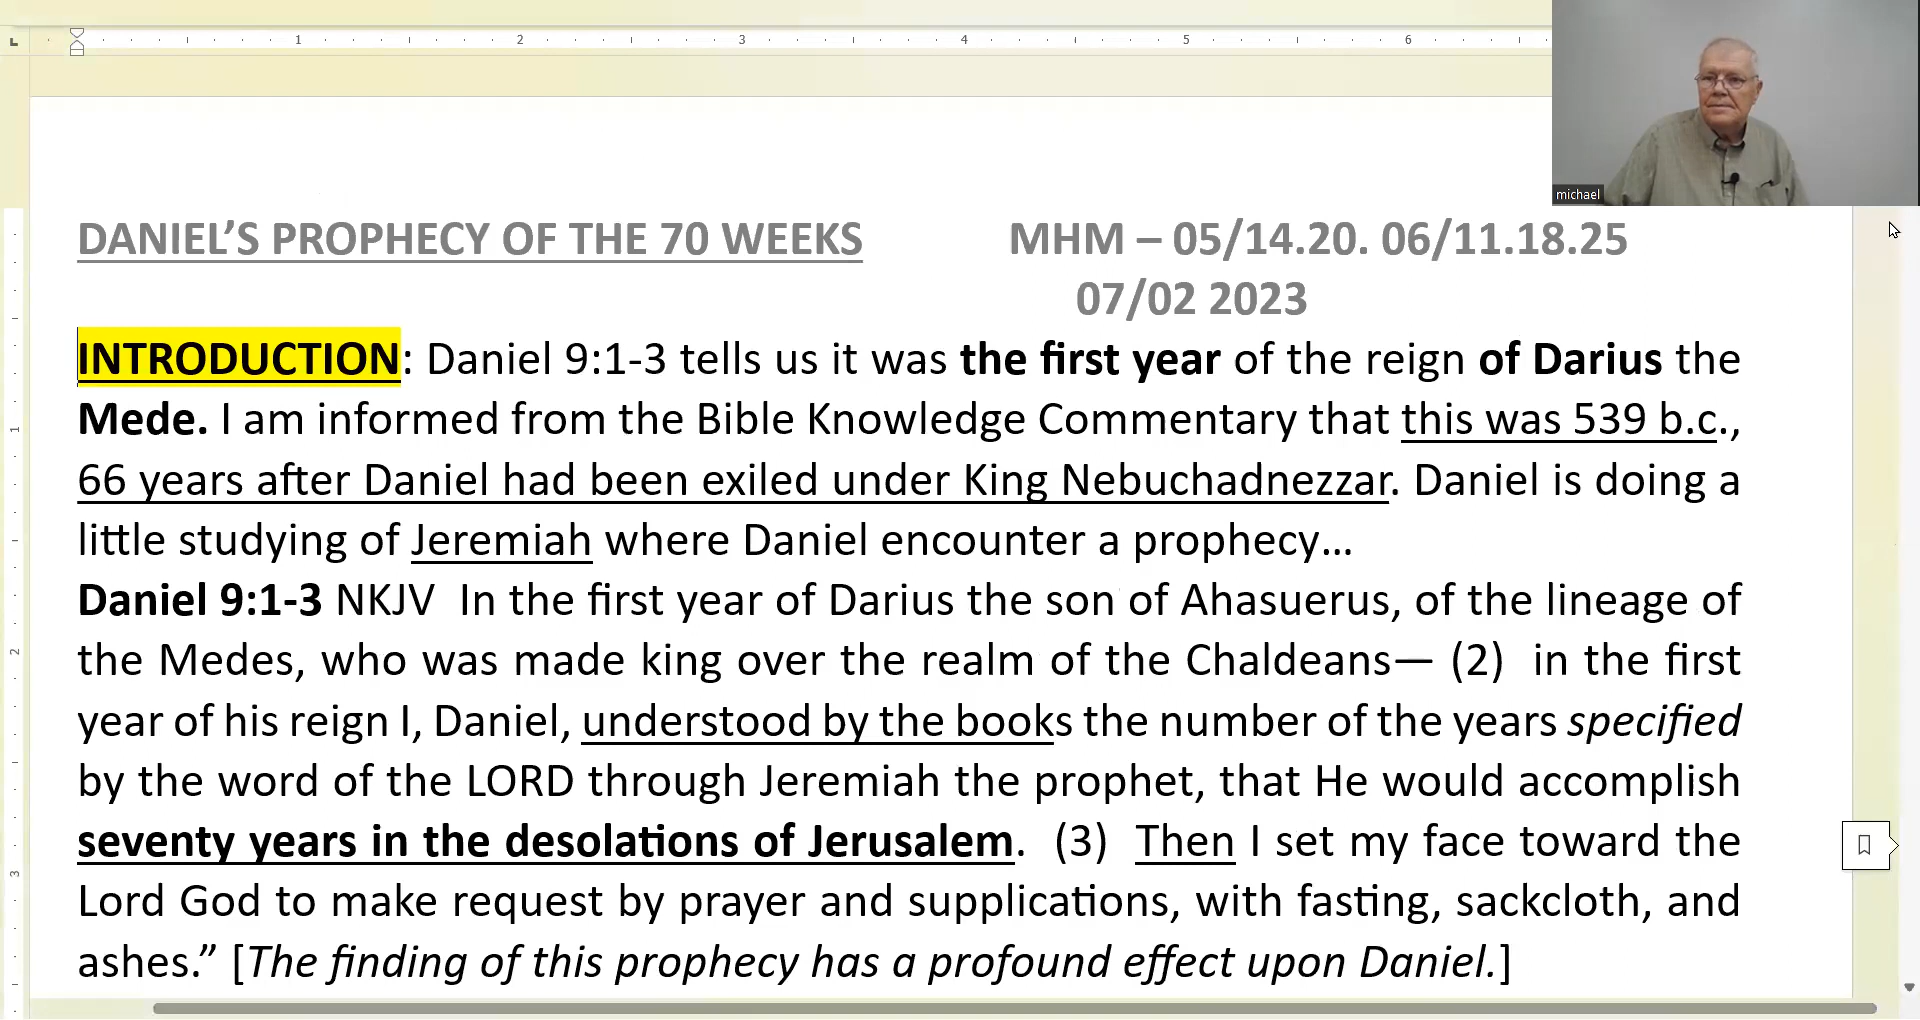 1 2 3 4 5 6
michael
DANIEL’S PROPHECY OF THE 70 WEEKS MHM – 05/14.20. 06/11.18.25
07/02 2023
INTRODUCTION: Daniel 9:1-3 tells us it was the first year of the reign of Darius the
Mede. I am informed from the Bible Knowledge Commentary that this was 539 b.c.,
66 years after Daniel had been exiled under King Nebuchadnezzar. Daniel is doing a
little studying of Jeremiah where Daniel encounter a prophecy…
Daniel 9:1-3 NKJV In the first year of Darius the son of Ahasuerus, of the lineage of
the Medes, who was made king over the realm of the Chaldeans— (2) in the first
year of his reign I, Daniel, understood by the books the number of the years specified
by the word of the LORD through Jeremiah the prophet, that He would accomplish
seventy years in the desolations of Jerusalem. (3) Then I set my face toward the
Lord God to make request by prayer and supplications, with fasting, sackcloth, and
ashes.” [The finding of this prophecy has a profound effect upon Daniel.]
1
2
3